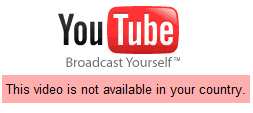 YouTube
Broadcast Yourself™
This video is not available in your country.